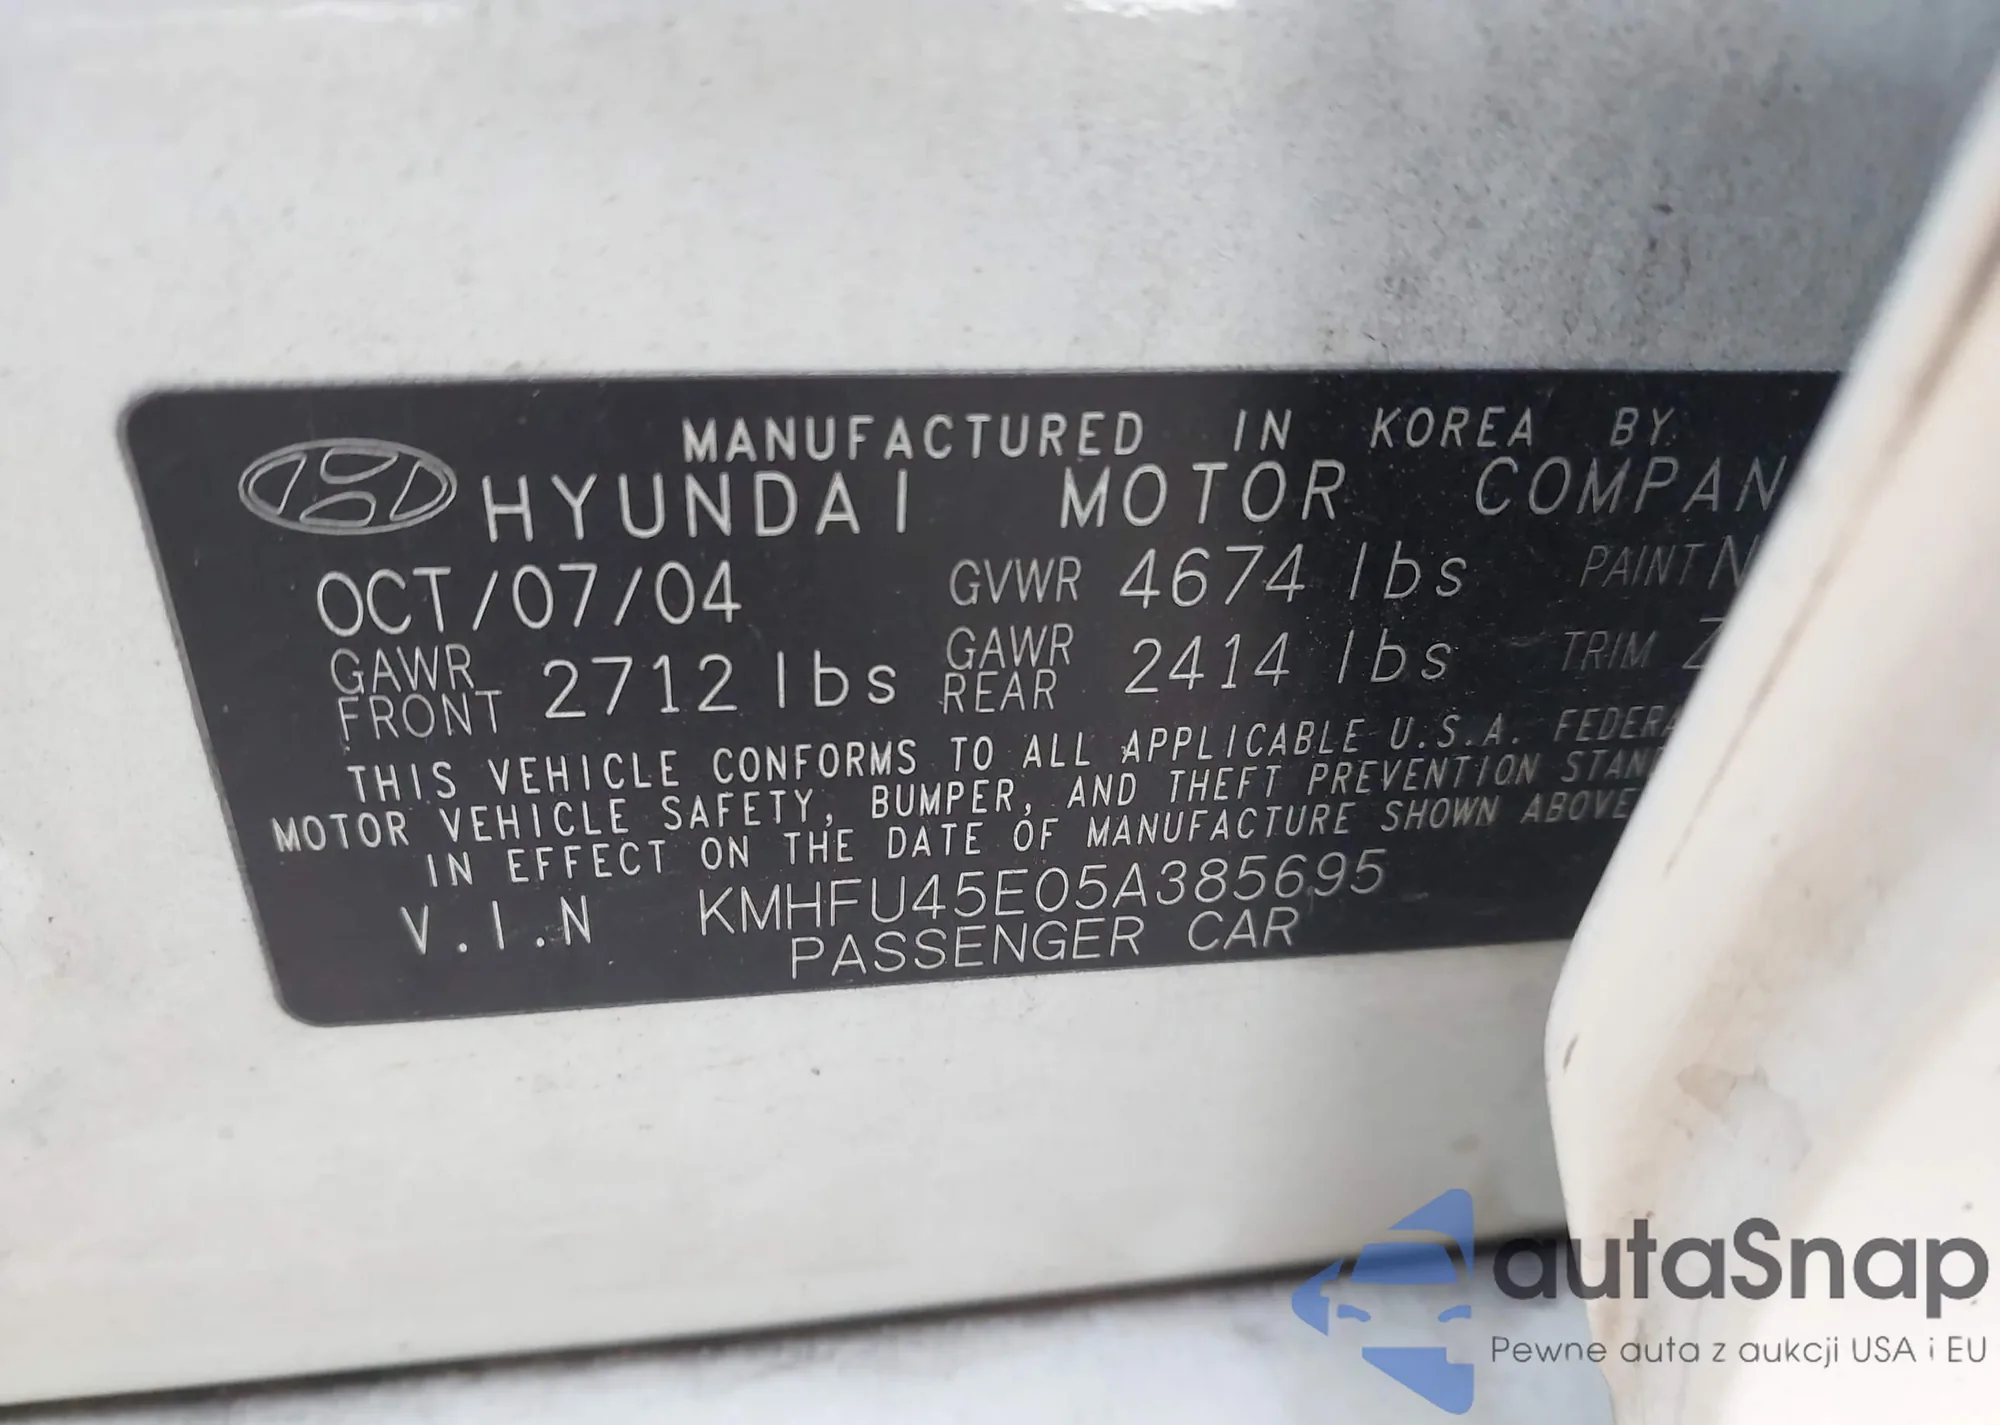 MANUFACTURED IN KOREA BY
HYUNDAI MOTOR COMPAN
OCT/07/04 GVWR 4674 lbs PAINT N
GAWR FRONT 2712 lbs GAWR REAR 2414 lbs TRIM Z
THIS VEHICLE CONFORMS TO ALL APPLICABLE U.S.A. FEDERA
MOTOR VEHICLE SAFETY, BUMPER, AND THEFT PREVENTION STAN
IN EFFECT ON THE DATE OF MANUFACTURE SHOWN ABOVE
V.I.N KMHFU45E05A385695
PASSENGER CAR
autaSnap
Pewne auta z aukcji USA i EU